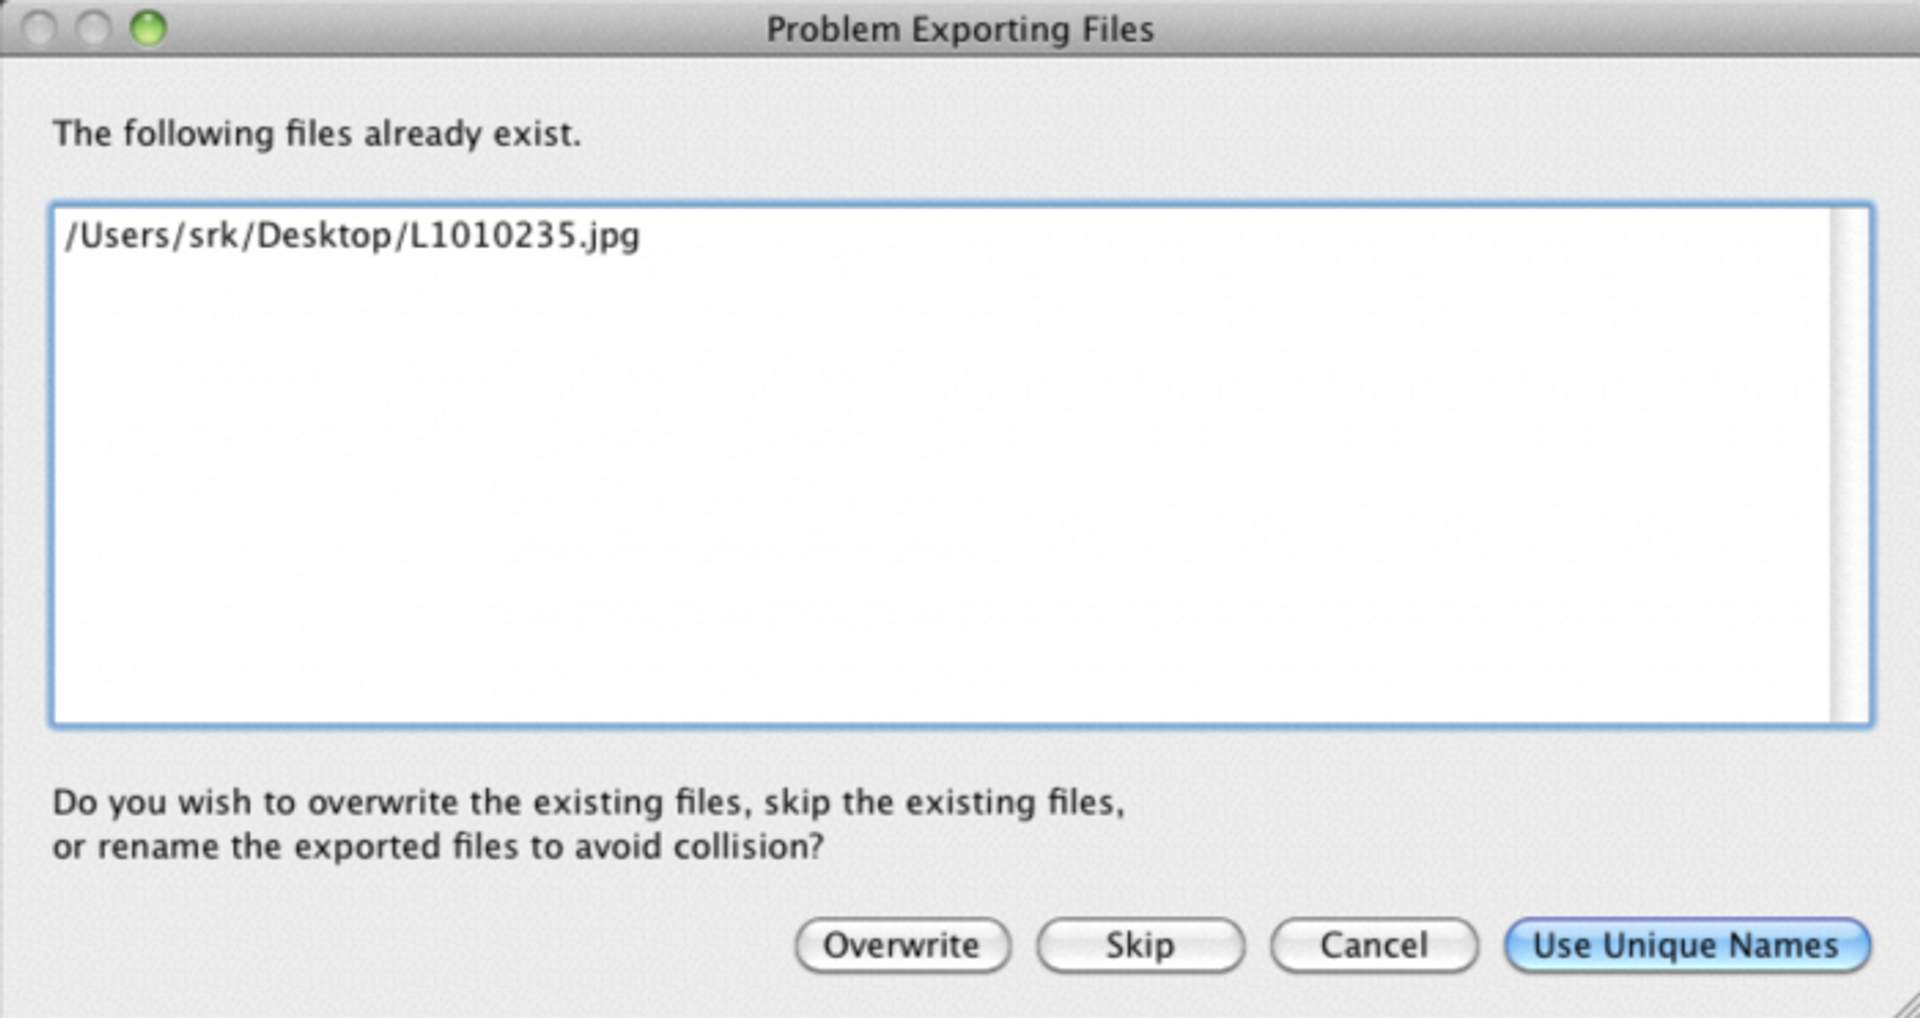 Problem Exporting Files
The following files already exist.
/Users/srk/Desktop/L1010235.jpg
Do you wish to overwrite the existing files, skip the existing files,
or rename the exported files to avoid collision?
Overwrite Skip Cancel Use Unique Names